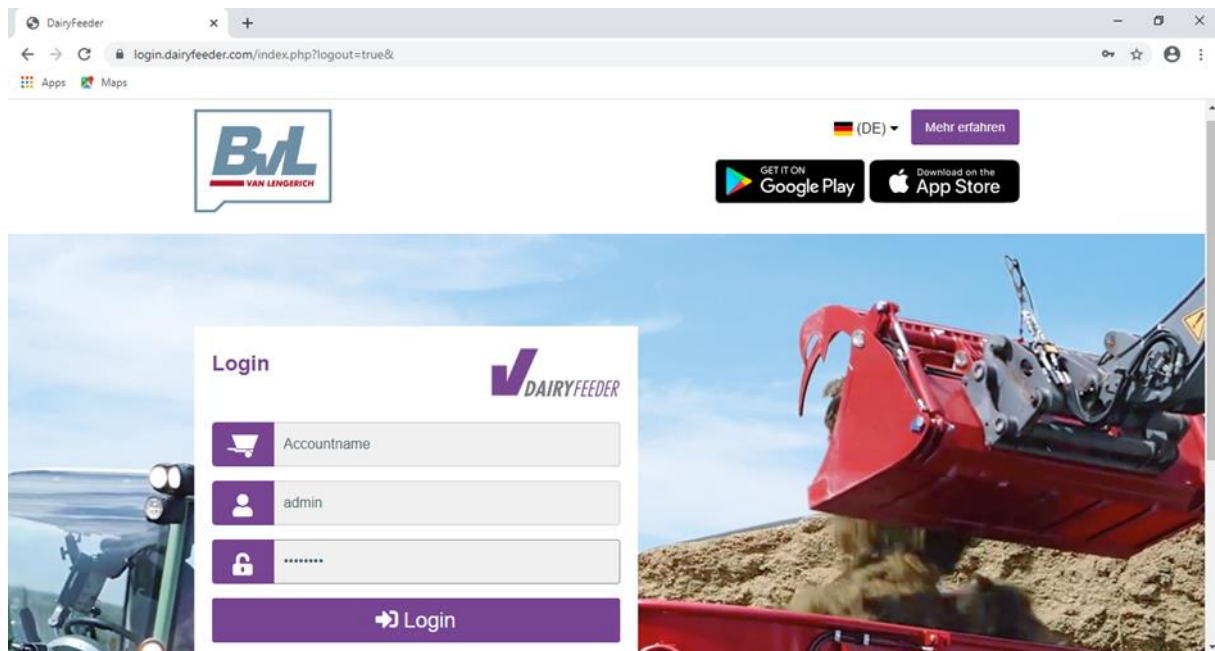 DairyFeeder
login.dairyfeeder.com/index.php?logout=true&
Apps Maps
BvL
VAN LENGERICH
(DE) Mehr erfahren
GET IT ON
Google Play
Download on the
App Store
Login
DAIRYFEEDER
Accountname
admin
••••••••
Login